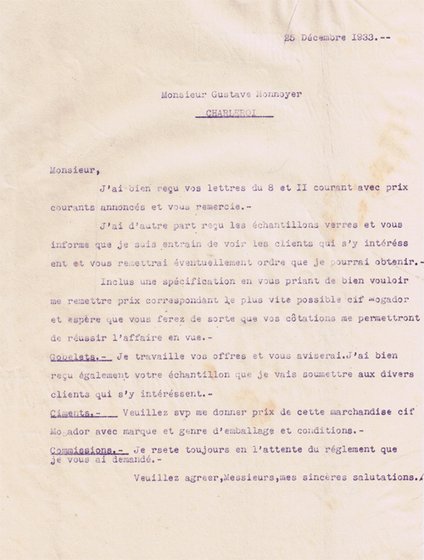 25 Décembre 1933.--
Monsieur Gustave Monnoyer
CHARLEROI
Monsieur,
J'ai bien reçu vos lettres du 8 et II courant avec prix
courants annoncés et vous remercie.-
J'ai d'autre part reçu les échantillons verres et vous
informe que je suis entrain de voir les clients qui s'y intéréss
ent et vous remettrai éventuellement ordre que je pourrai obtenir.-
Inclus une spécification en vous priant de bien vouloir
me remettre prix correspondant le plus vite possible cif Mogador
et espère que vous ferez de sorte que vos côtations me permettront
de réussir l'affaire en vue.-
Gobelets.- Je travaille vos offres et vous aviserai.J'ai bien
reçu également votre échantillon que je vais soumettre aux divers
clients qui s'y intéréssent.-
Ciments.- Veuillez svp me donner prix de cette marchandise cif
Mogador avec marque et genre d'emballage et conditions.-
Commissions.- Je rsete toujours en l'attente du réglement que
je vous ai demandé.-
Veuillez agreer,Messieurs,mes sincères salutations./